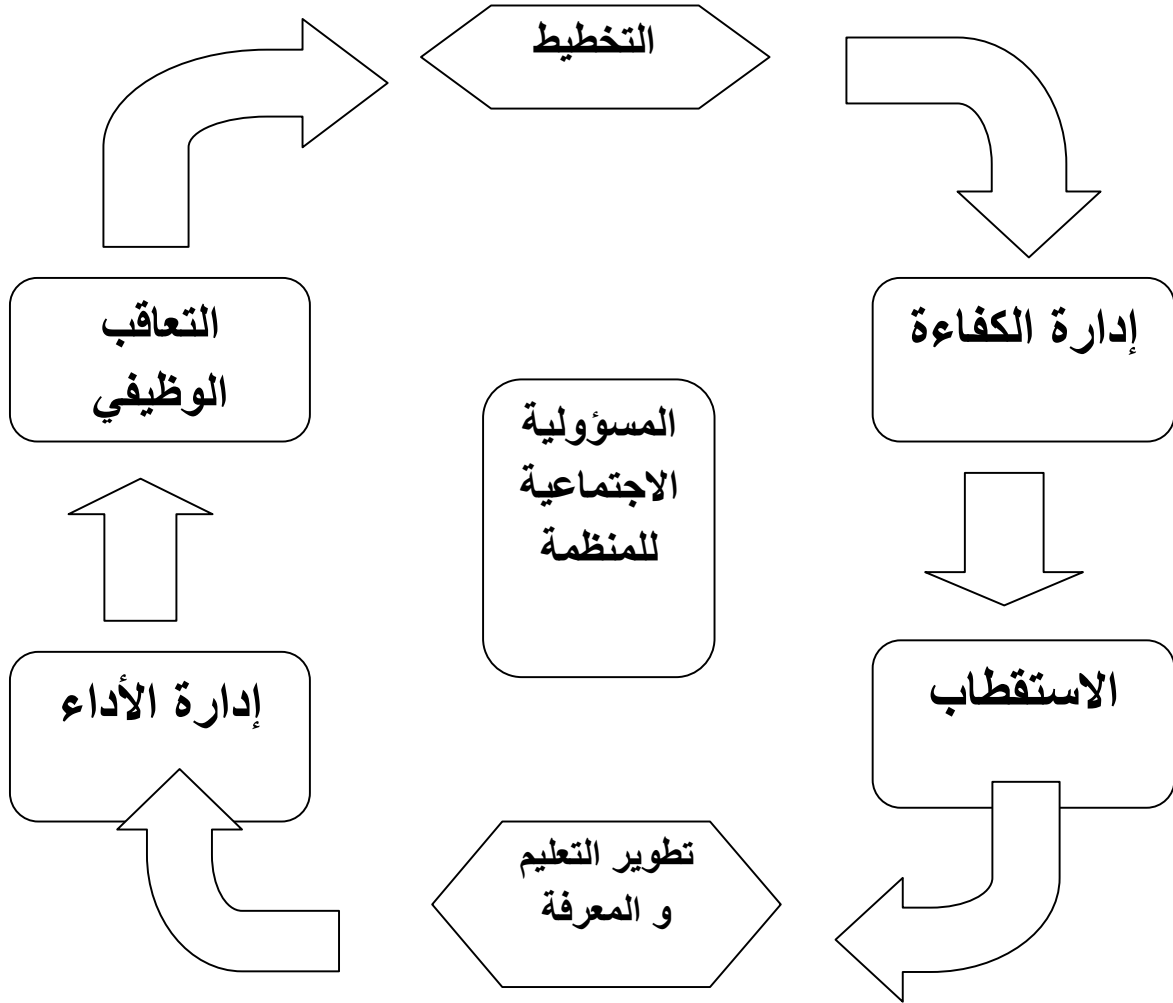 التخطيط
إدارة الكفاءة
التعاقب
الوظيفي
المسؤولية
الاجتماعية
للمنظمة
الاستقطاب
إدارة الأداء
تطوير التعليم
و المعرفة